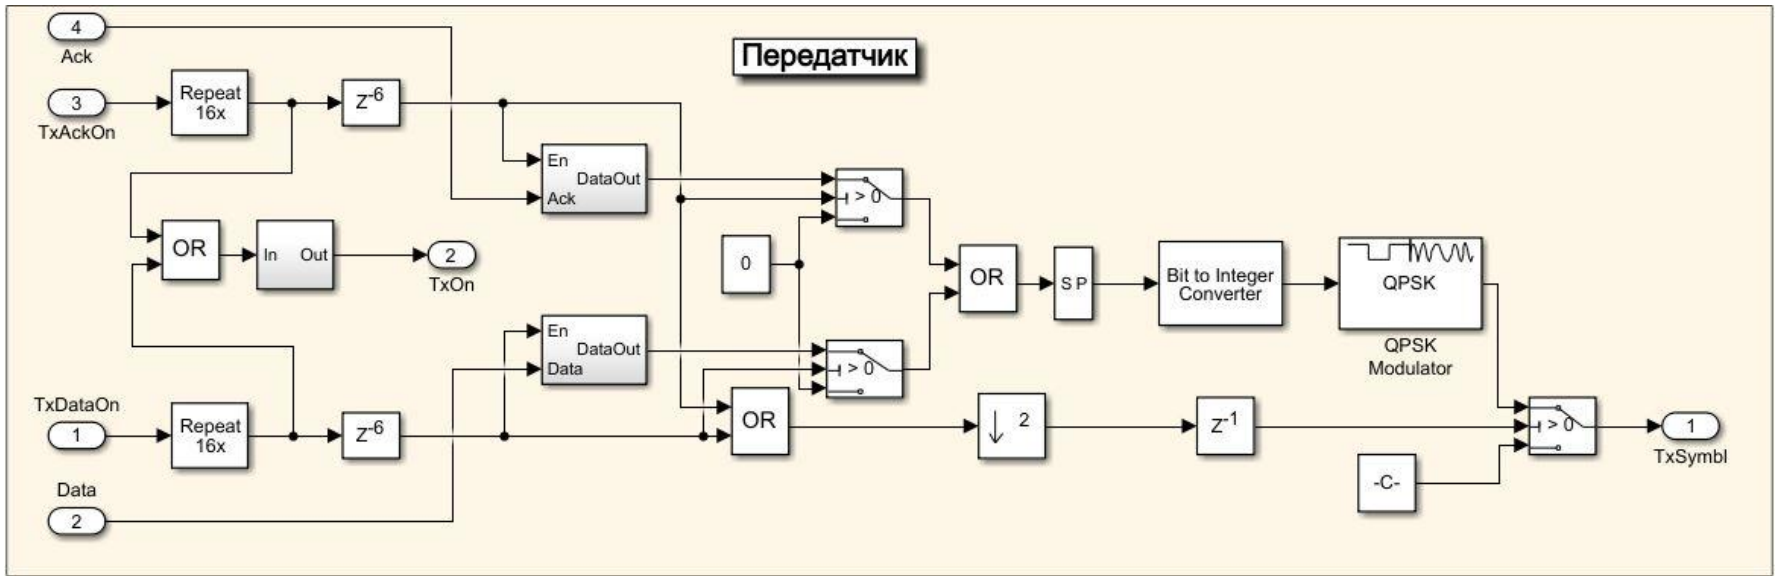 Передатчик
4
Ack
3
TxAckOn
Repeat
16x
Z-6
En
DataOut
Ack
> 0
OR
In Out
2
TxOn
0
OR
S P
Bit to Integer
Converter
QPSK
QPSK
Modulator
En
DataOut
Data
> 0
TxDataOn
1
Repeat
16x
Z-6
OR
2
Z-1
> 0
1
TxSymbl
-C-
Data
2